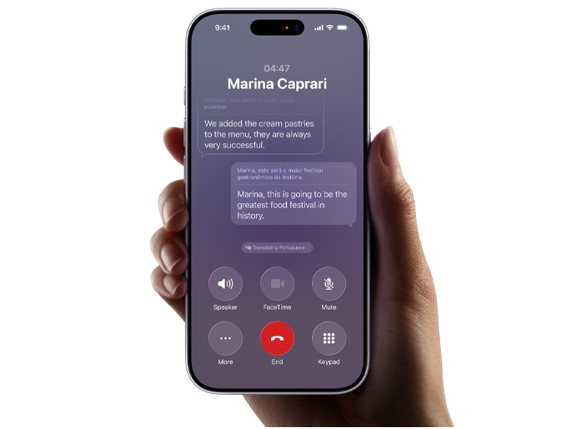 9:41
04:47
Marina Caprari
We added the cream pastries
to the menu, they are always
very successful.
Marina, este será o maior festival
gastronômico da história.
Marina, this is going to be the
greatest food festival in
history.
Translating Portuguese...
Speaker
FaceTime
Mute
More
End
Keypad